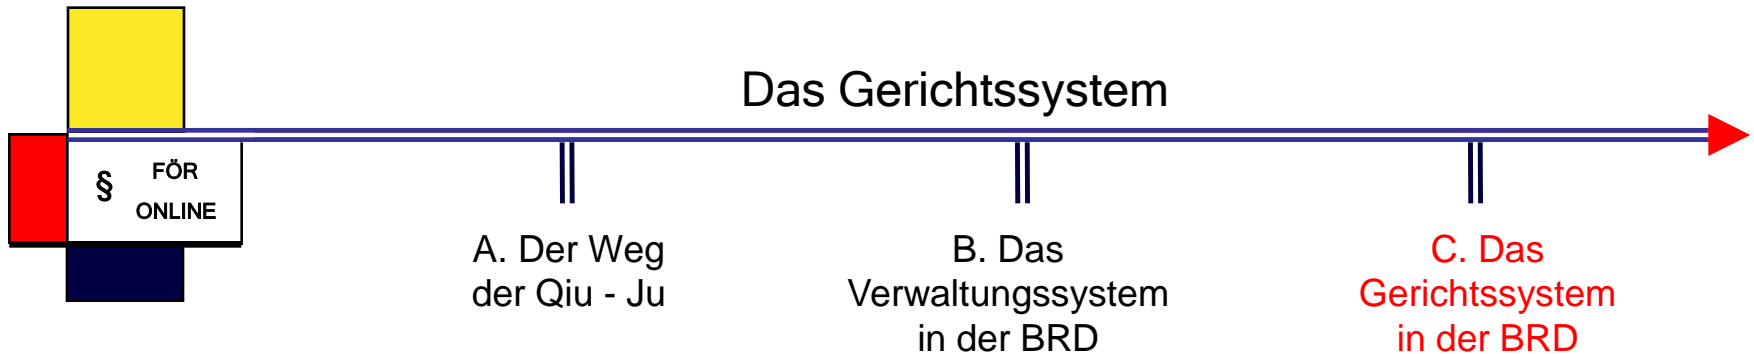 Das Gerichtssystem
§ FÖR
ONLINE
A. Der Weg
der Qiu - Ju
B. Das
Verwaltungssystem
in der BRD
C. Das
Gerichtssystem
in der BRD